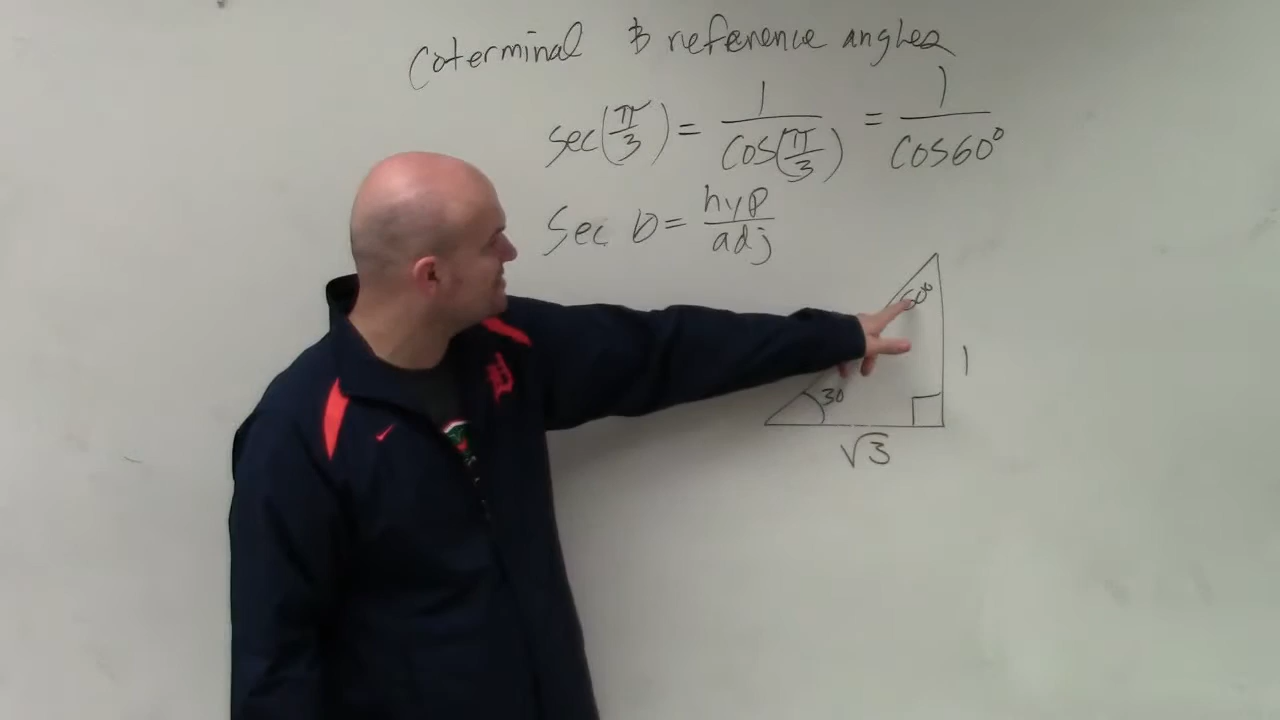 Coterminal & reference angles
sec(π/3) = 1/cos(π/3) = 1/cos60°
Sec θ = hyp/adj
60°
30
1
√3
D